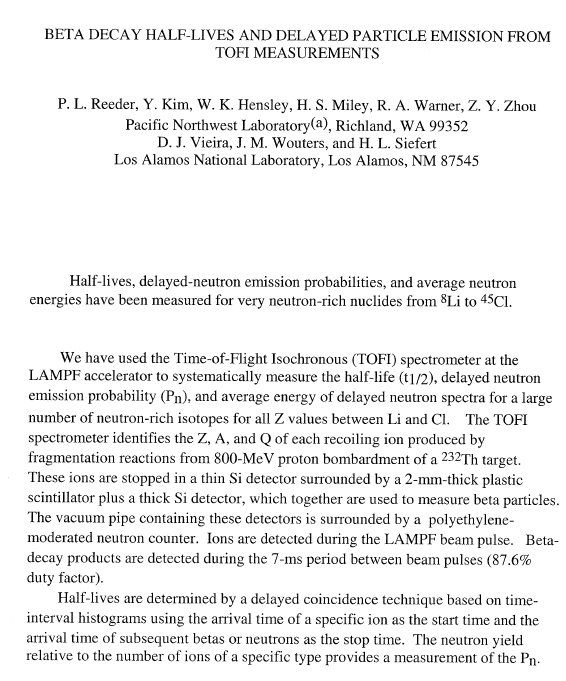 BETA DECAY HALF-LIVES AND DELAYED PARTICLE EMISSION FROM
TOFI MEASUREMENTS
P. L. Reeder, Y. Kim, W. K. Hensley, H. S. Miley, R. A. Warner, Z. Y. Zhou
Pacific Northwest Laboratory(a), Richland, WA 99352
D. J. Vieira, J. M. Wouters, and H. L. Siefert
Los Alamos National Laboratory, Los Alamos, NM 87545
Half-lives, delayed-neutron emission probabilities, and average neutron
energies have been measured for very neutron-rich nuclides from ⁸Li to ⁴⁵Cl.
We have used the Time-of-Flight Isochronous (TOFI) spectrometer at the
LAMPF accelerator to systematically measure the half-life (t1/2), delayed neutron
emission probability (Pn), and average energy of delayed neutron spectra for a large
number of neutron-rich isotopes for all Z values between Li and Cl. The TOFI
spectrometer identifies the Z, A, and Q of each recoiling ion produced by
fragmentation reactions from 800-MeV proton bombardment of a ²³²Th target.
These ions are stopped in a thin Si detector surrounded by a 2-mm-thick plastic
scintillator plus a thick Si detector, which together are used to measure beta particles.
The vacuum pipe containing these detectors is surrounded by a polyethylene-
moderated neutron counter. Ions are detected during the LAMPF beam pulse. Beta-
decay products are detected during the 7-ms period between beam pulses (87.6%
duty factor).
Half-lives are determined by a delayed coincidence technique based on time-
interval histograms using the arrival time of a specific ion as the start time and the
arrival time of subsequent betas or neutrons as the stop time. The neutron yield
relative to the number of ions of a specific type provides a measurement of the Pn.